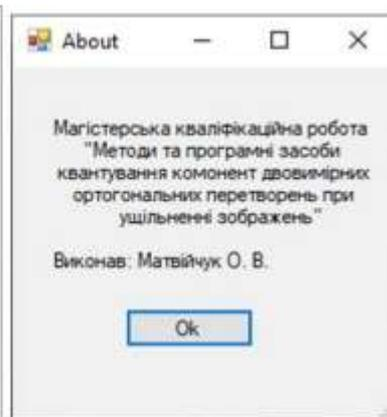 About
Магістерська кваліфікаційна робота
"Методи та програмні засоби
квантування комонент двовимірних
ортогональних перетворень при
ущільненні зображень"
Виконав: Матвійчук О. В.
Ok